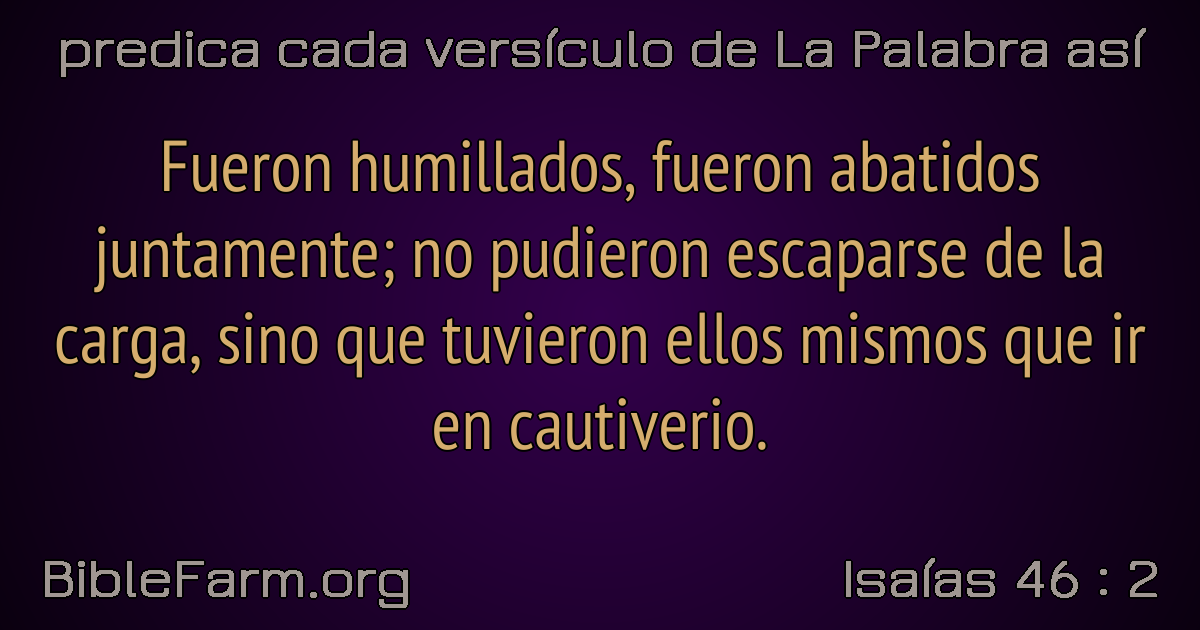 predica cada versículo de La Palabra así
Fueron humillados, fueron abatidos
juntamente; no pudieron escaparse de la
carga, sino que tuvieron ellos mismos que ir
en cautiverio.
BibleFarm.org
Isaías 46 : 2